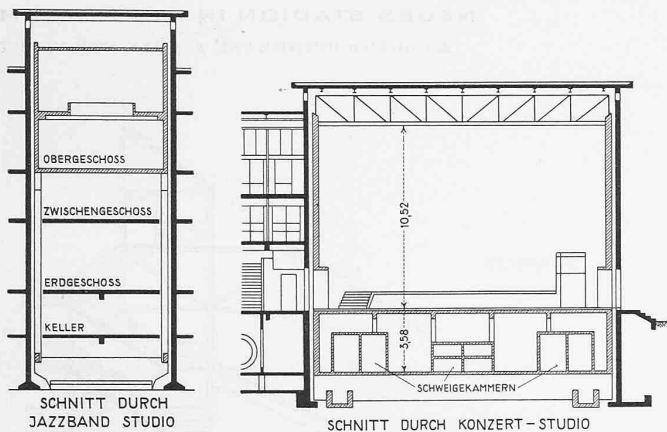 OBERGESCHOSS
ZWISCHENGESCHOSS
ERDGESCHOSS
KELLER
SCHNITT DURCH
JAZZBAND STUDIO
10,52
3,58
SCHWEIGEKAMMERN
SCHNITT DURCH KONZERT-STUDIO